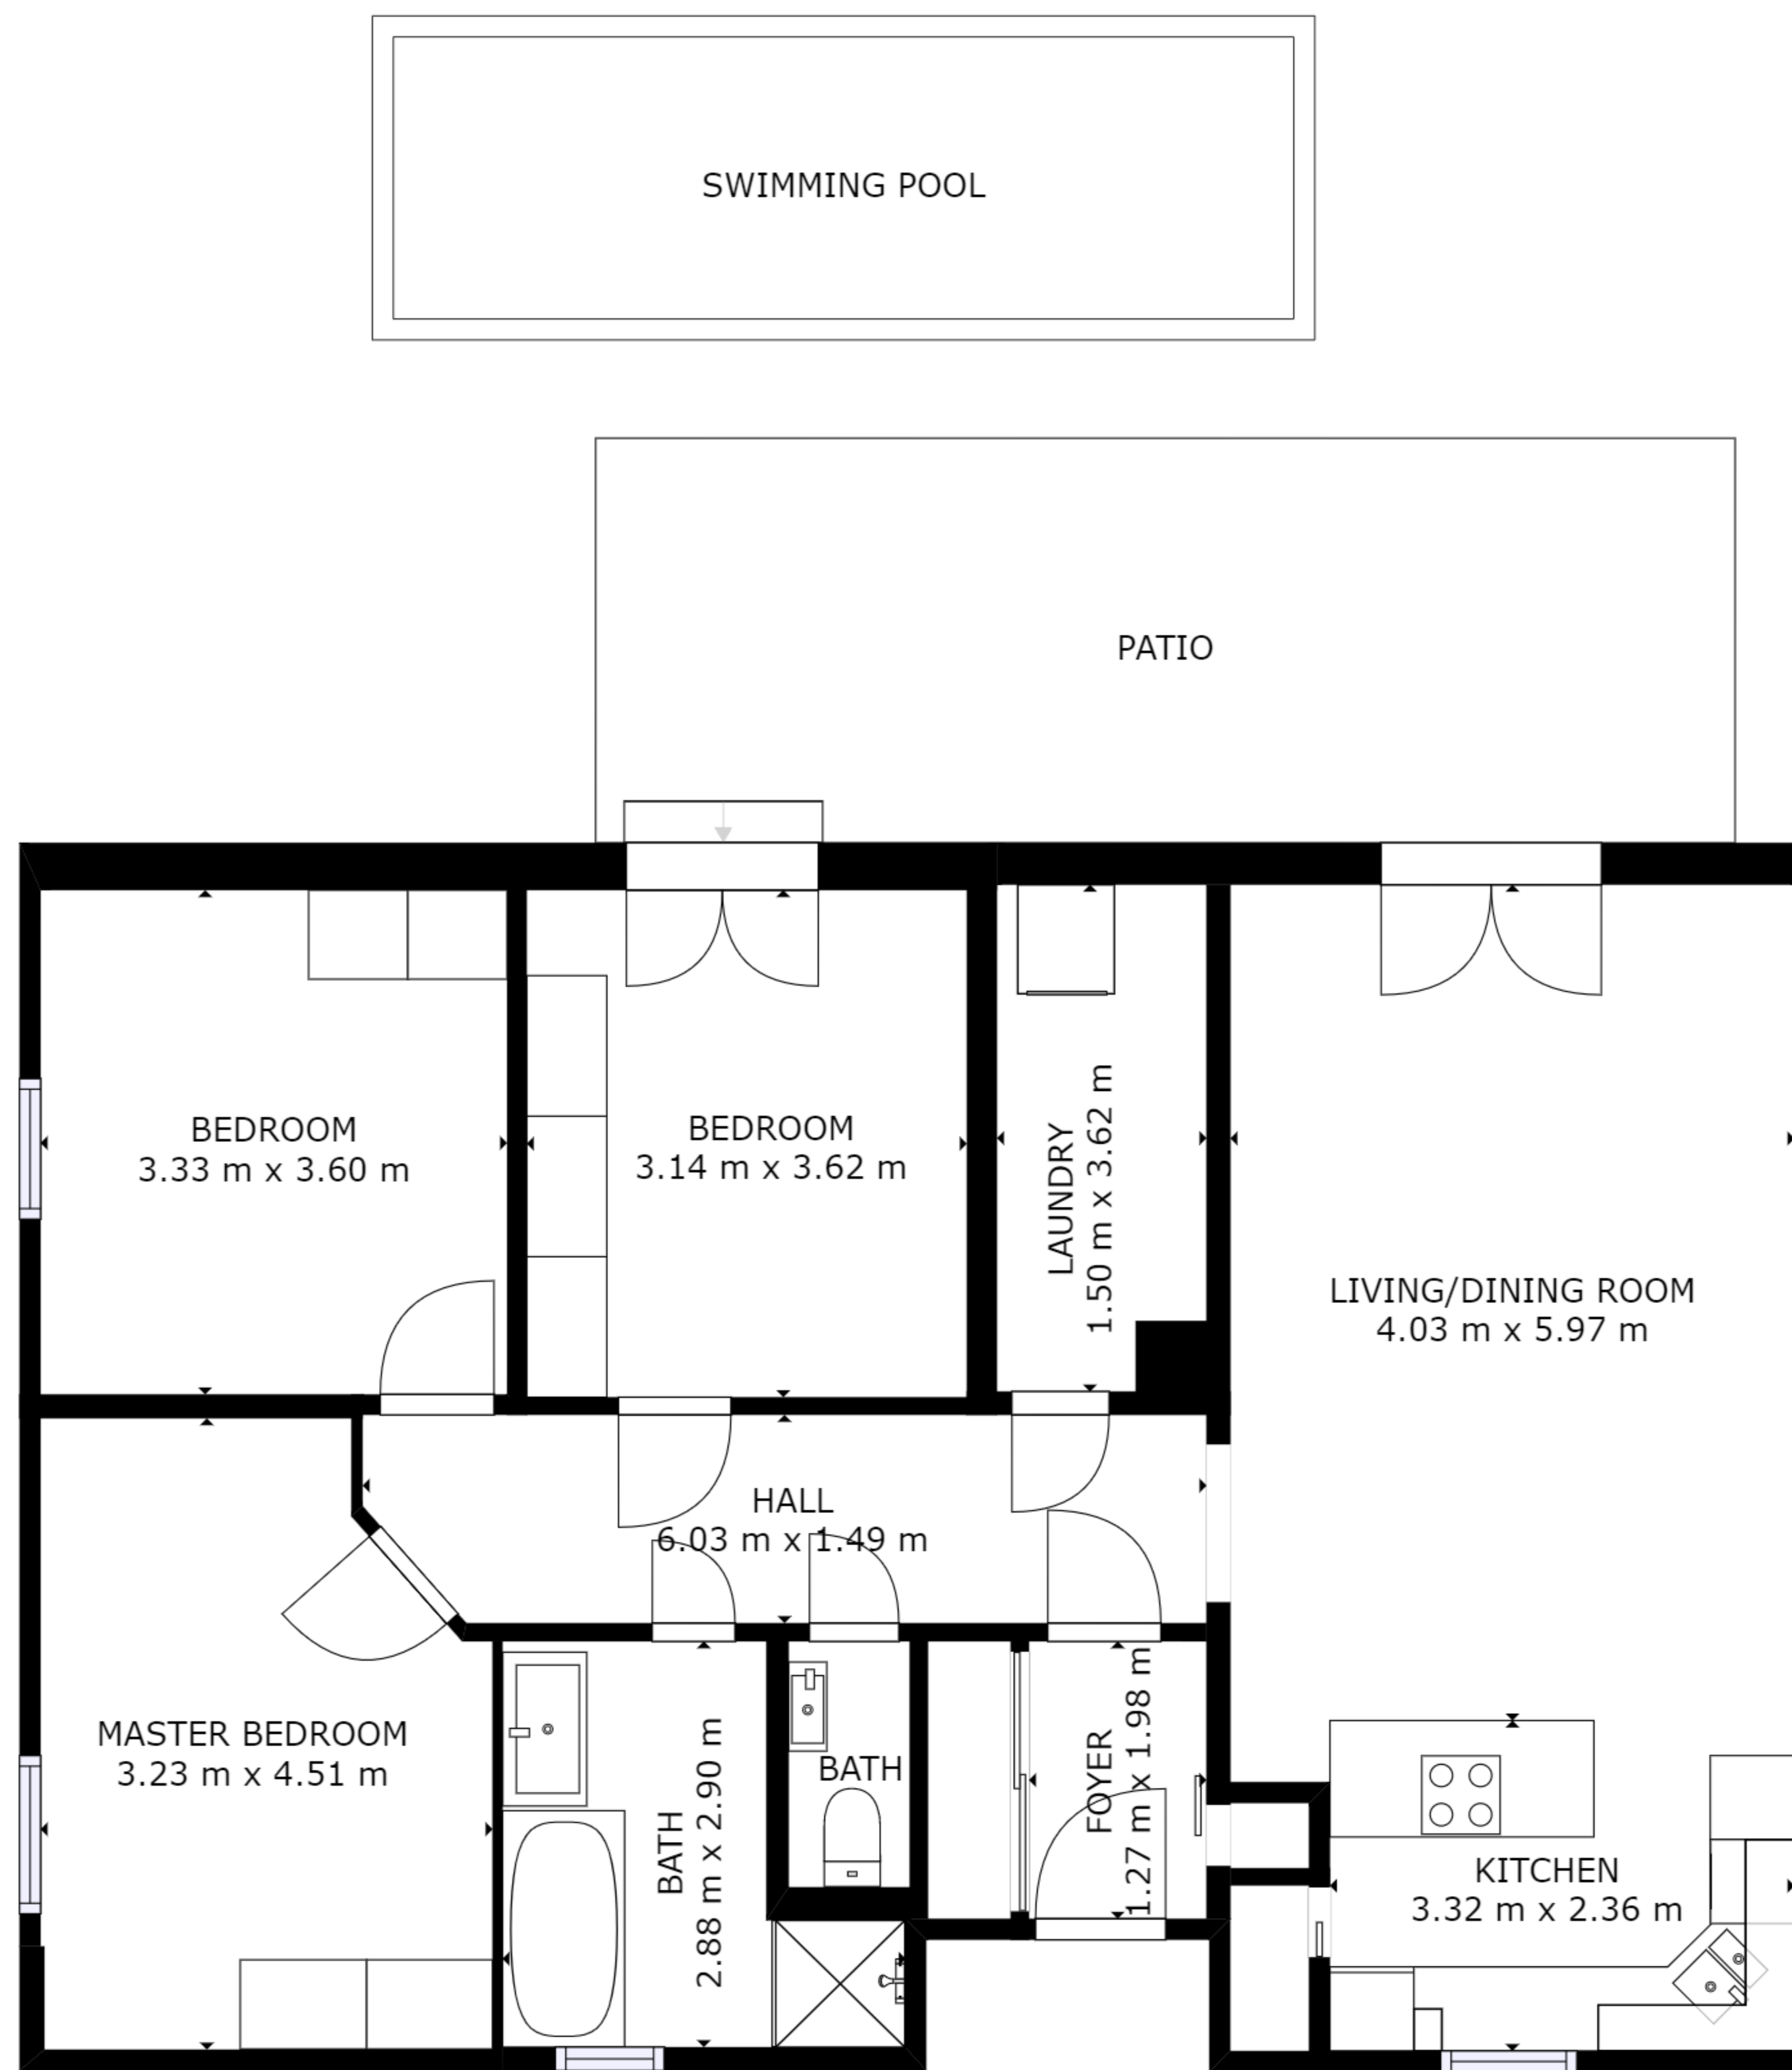 SWIMMING POOL
PATIO
BEDROOM
3.33 m x 3.60 m
BEDROOM
3.14 m x 3.62 m
LAUNDRY
1.50 m x 3.62 m
LIVING/DINING ROOM
4.03 m x 5.97 m
HALL
6.03 m x 1.49 m
MASTER BEDROOM
3.23 m x 4.51 m
BATH
2.88 m x 2.90 m
BATH
FOYER
1.27 m x 1.98 m
KITCHEN
3.32 m x 2.36 m